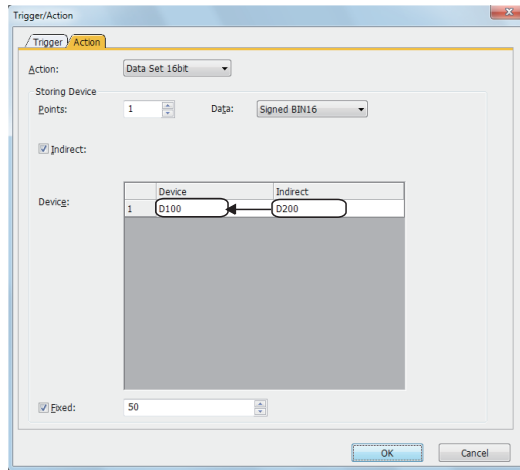 Trigger/Action
Trigger Action
Action: Data Set 16bit
Storing Device
Points: 1 Data: Signed BIN16
Indirect:
Device:
Device Indirect
1 D100 D200
Fixed: 50
OK Cancel